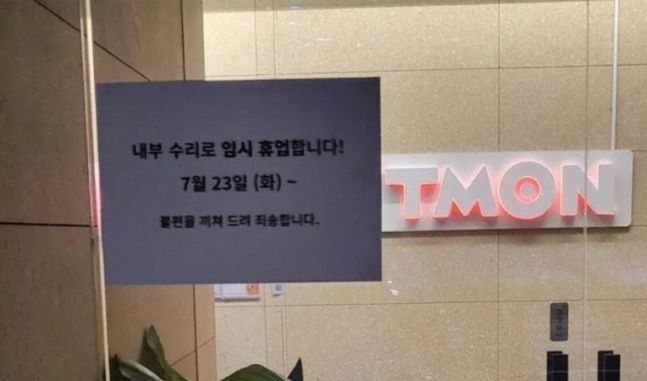 내부 수리로 임시 휴업합니다!
7월 23일 (화) ~
불편을 끼쳐 드려 죄송합니다.
TMON